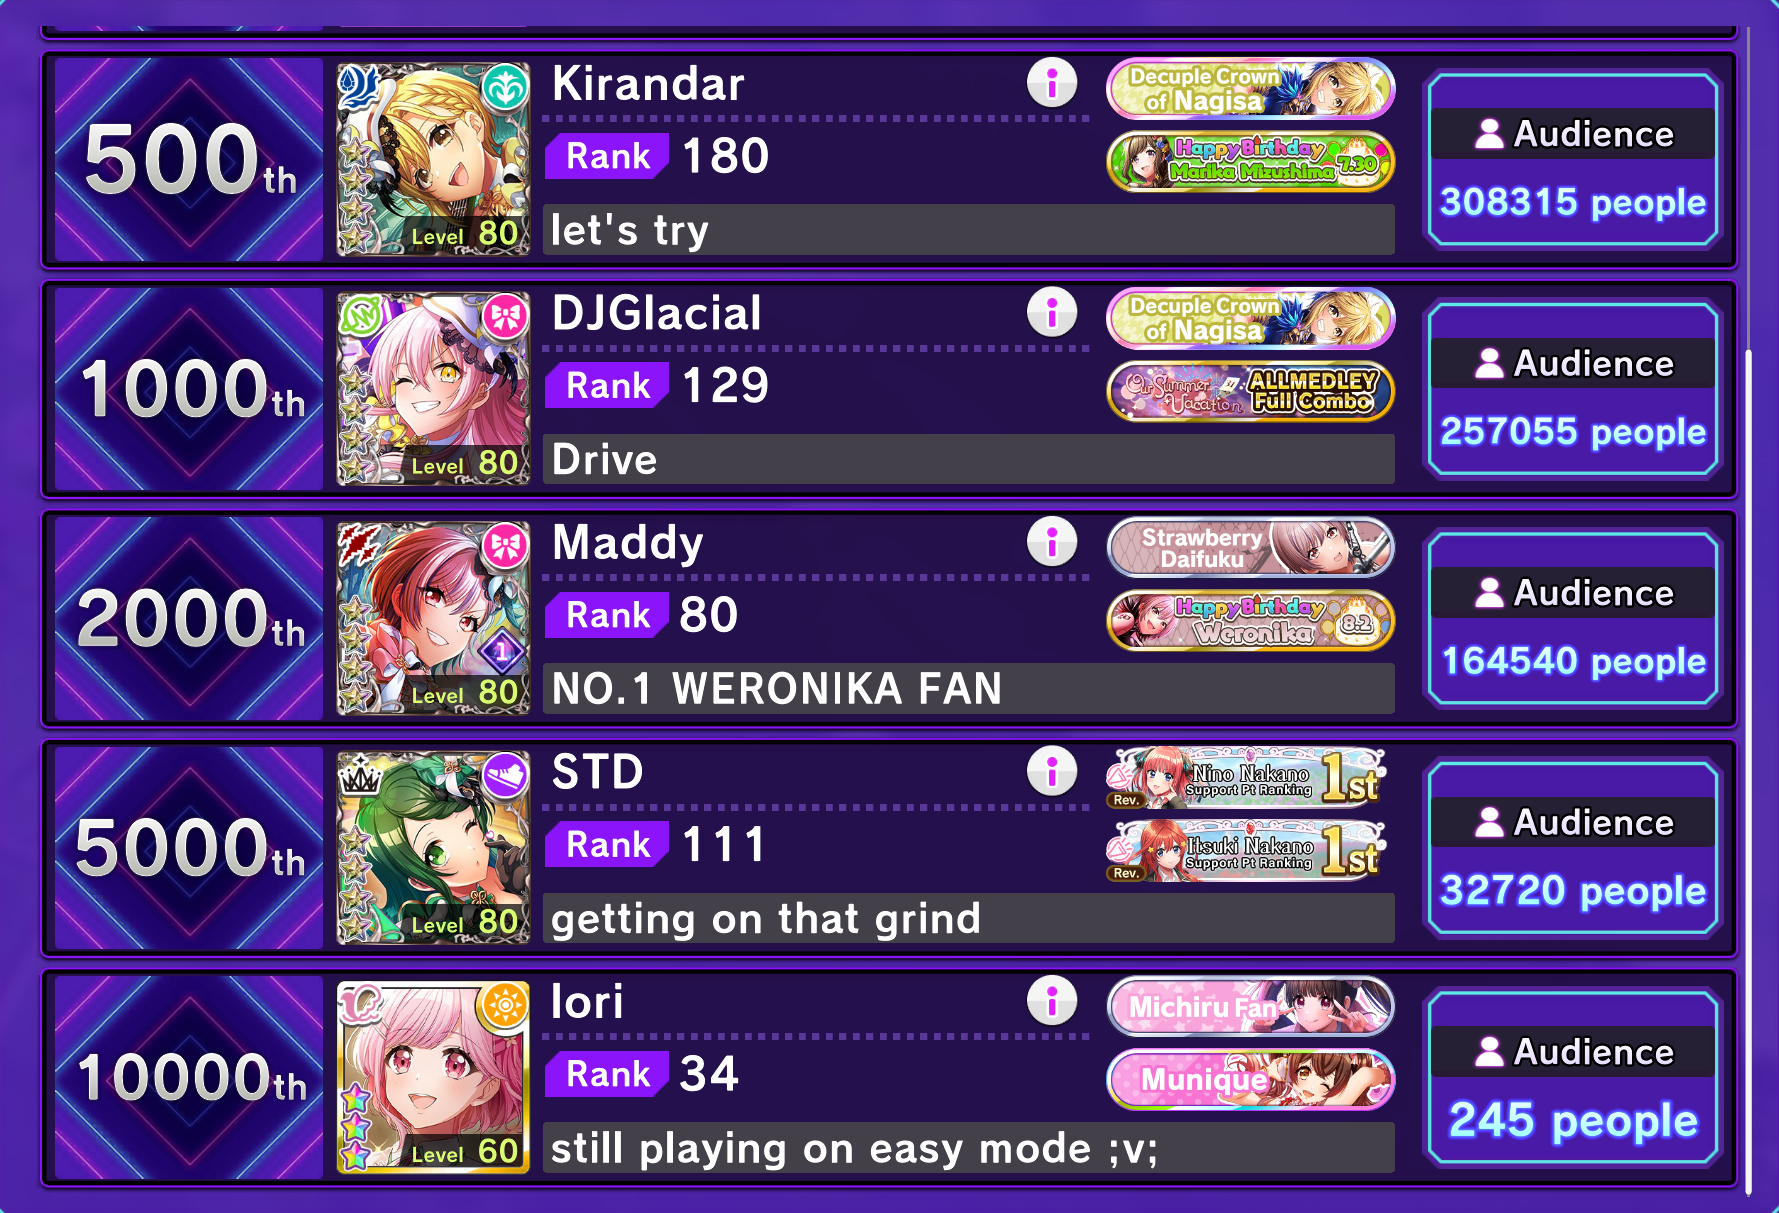 500th
Level 80
Kirandar
Rank 180
let's try
Decuple Crown
of Nagisa
Happy Birthday
Marika Mizushima 7.30
Audience
308315 people
1000th
Level 80
DJGlacial
Rank 129
Drive
Decuple Crown
of Nagisa
Our Summer
Vacation
ALLMEDLEY
Full Combo
Audience
257055 people
2000th
1
Level 80
Maddy
Rank 80
NO.1 WERONIKA FAN
Strawberry
Daifuku
Happy Birthday
Weronika 8.2
Audience
164540 people
5000th
Level 80
STD
Rank 111
getting on that grind
Nino Nakano
Support Pt Ranking
1st
Rev.
Itsuki Nakano
Support Pt Ranking
1st
Rev.
Audience
32720 people
10000th
Level 60
Iori
Rank 34
still playing on easy mode ;v;
Michiru Fan
Munique
Audience
245 people